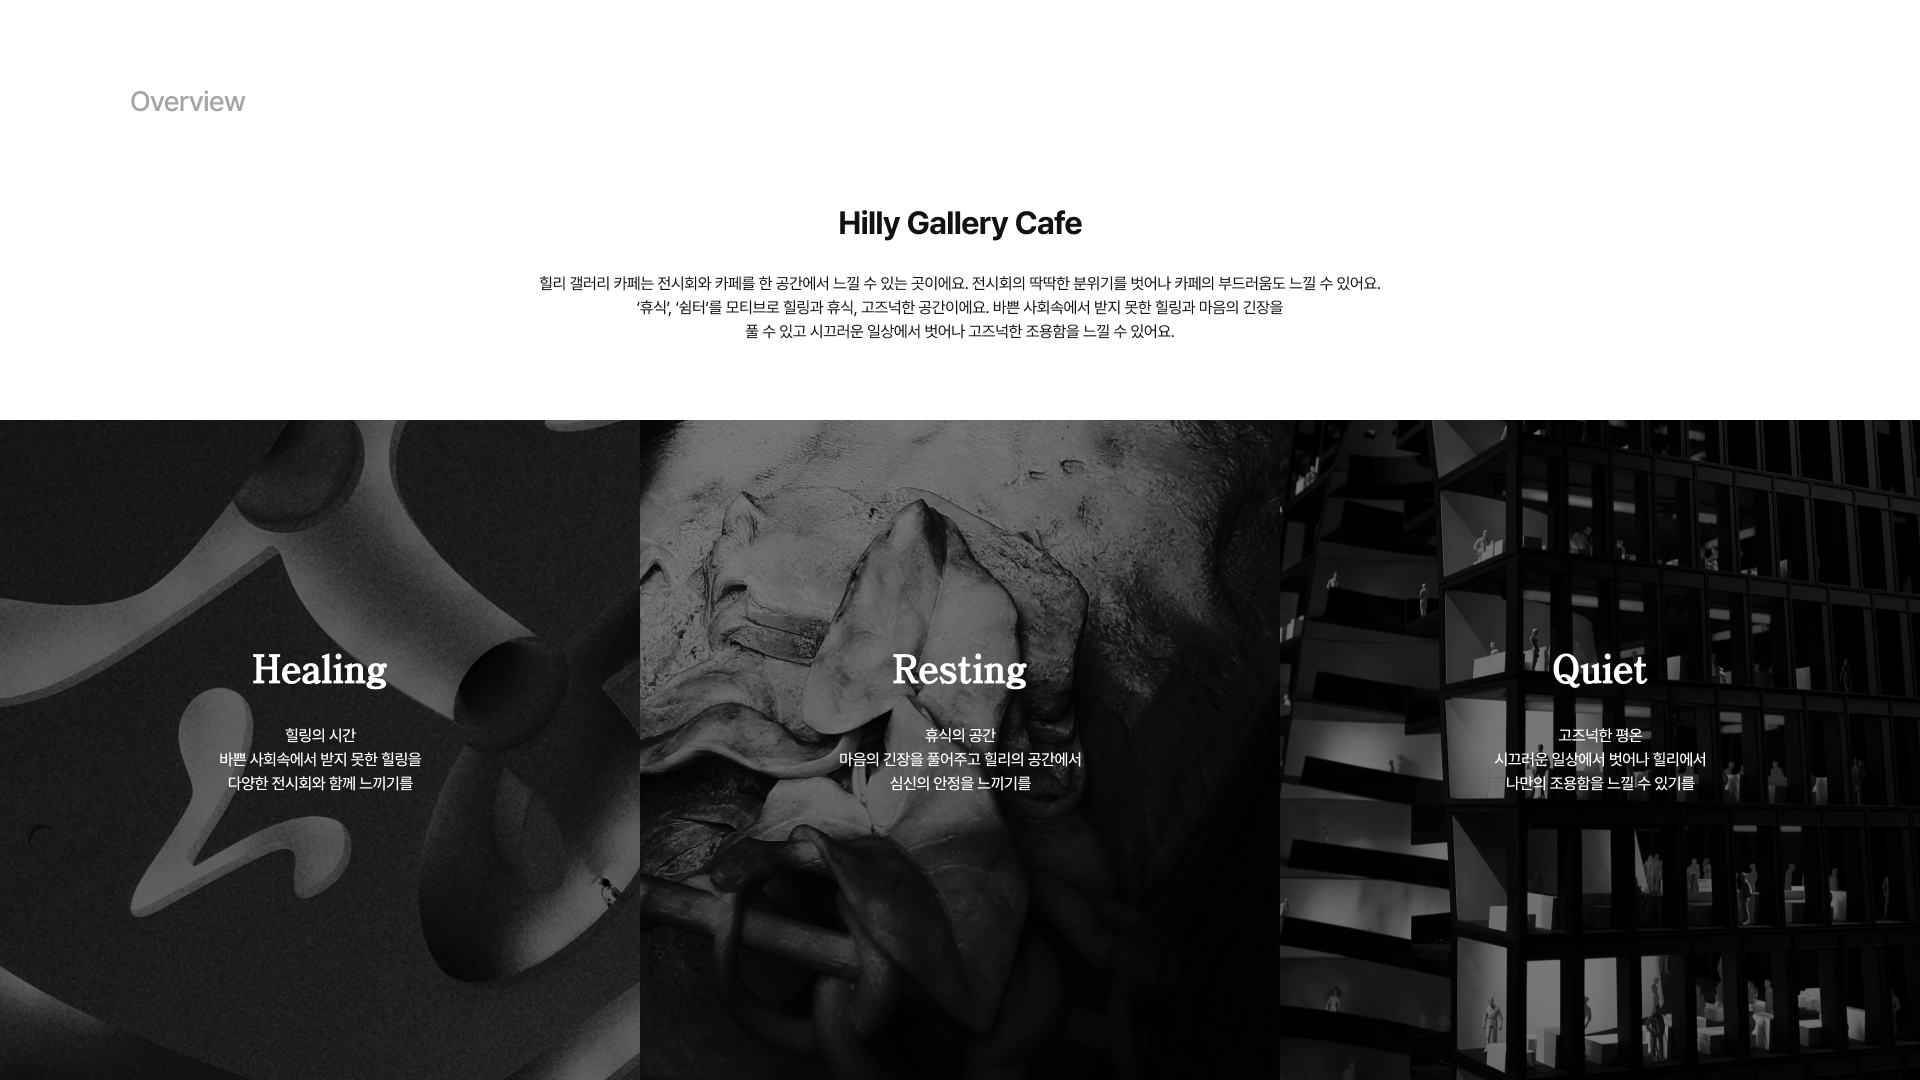 Overview
Hilly Gallery Cafe
힐리 갤러리 카페는 전시회와 카페를 한 공간에서 느낄 수 있는 곳이에요. 전시회의 딱딱한 분위기를 벗어나 카페의 부드러움도 느낄 수 있어요.
‘휴식’, ‘쉼터’를 모티브로 힐링과 휴식, 고즈넉한 공간이에요. 바쁜 사회속에서 받지 못한 힐링과 마음의 긴장을
풀 수 있고 시끄러운 일상에서 벗어나 고즈넉한 조용함을 느낄 수 있어요.
Healing
힐링의 시간
바쁜 사회속에서 받지 못한 힐링을
다양한 전시회와 함께 느끼기를
Resting
휴식의 공간
마음의 긴장을 풀어주고 힐리의 공간에서
심신의 안정을 느끼기를
Quiet
고즈넉한 평온
시끄러운 일상에서 벗어나 힐리에서
나만의 조용함을 느낄 수 있기를